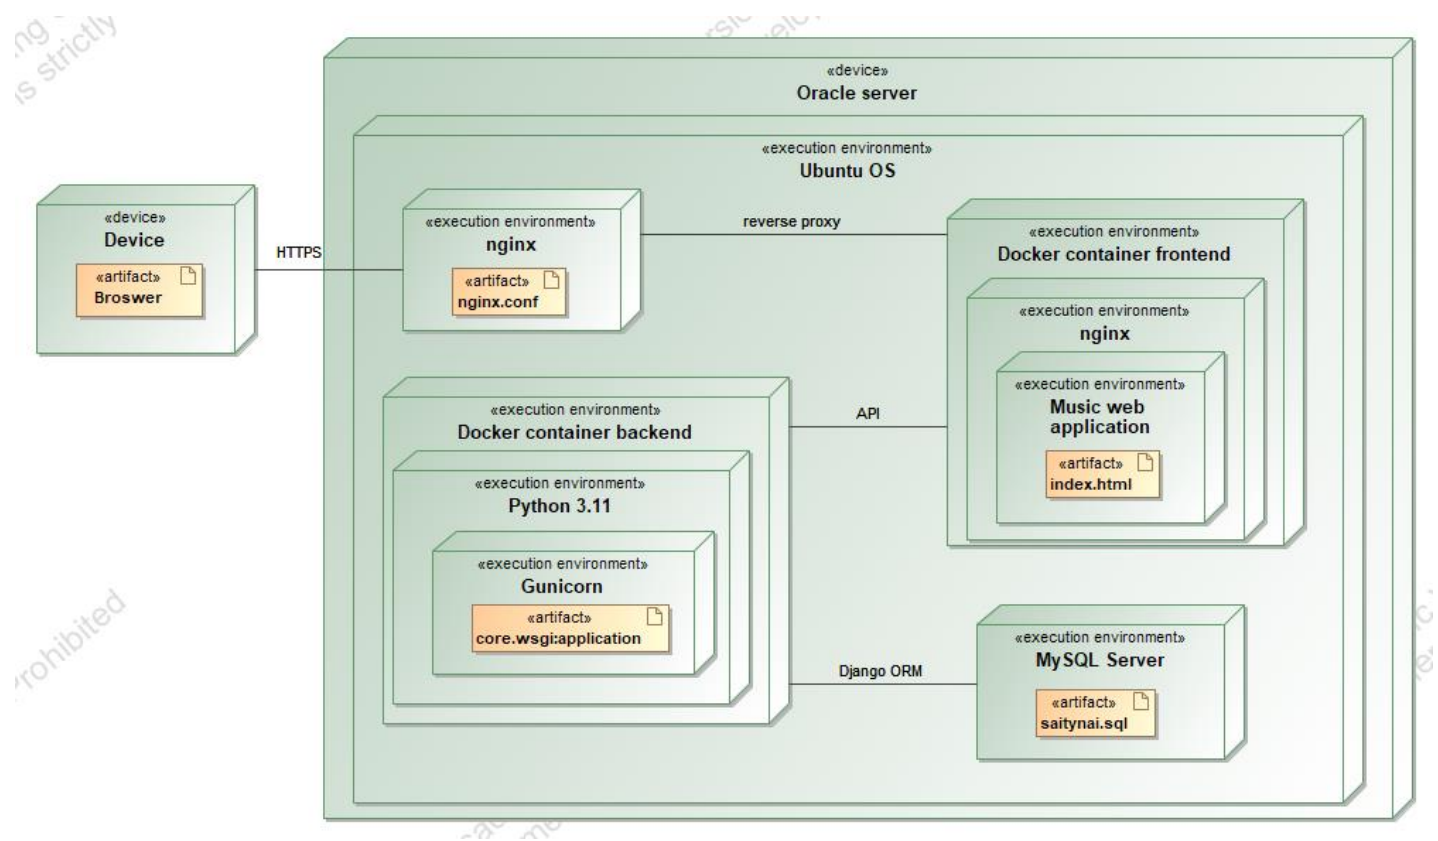 «device»
Oracle server
«execution environment»
Ubuntu OS
«device»
Device
«artifact»
Broswer
HTTPS
«execution environment»
nginx
«artifact»
nginx.conf
reverse proxy
«execution environment»
Docker container frontend
«execution environment»
nginx
«execution environment»
Music web
application
«artifact»
index.html
API
«execution environment»
Docker container backend
«execution environment»
Python 3.11
«execution environment»
Gunicorn
«artifact»
core.wsgi:application
Django ORM
«execution environment»
MySQL Server
«artifact»
saitynai.sql
strictly